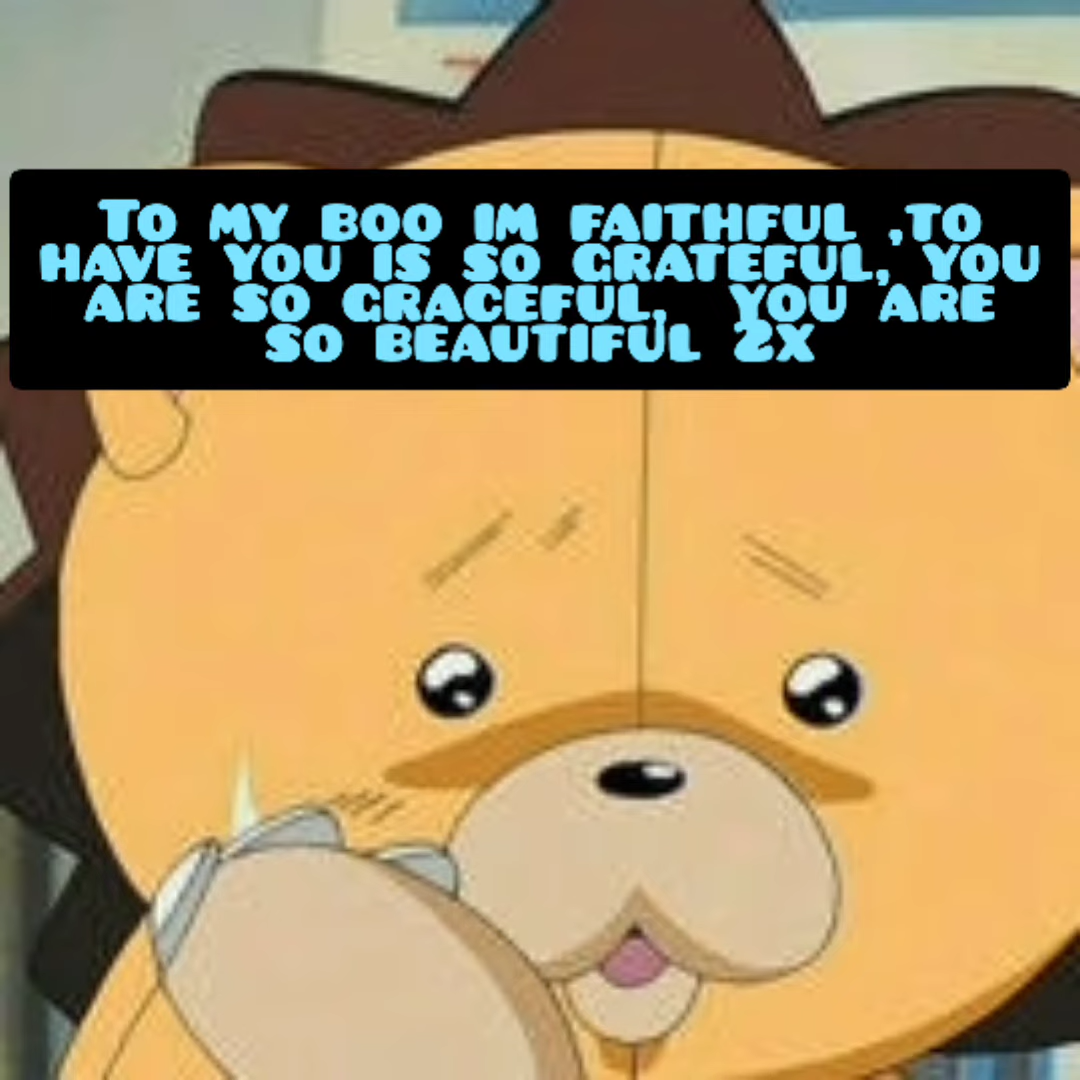 To my boo im faithful ,to
have you is so grateful, you
are so graceful, you are
so beautiful 2x